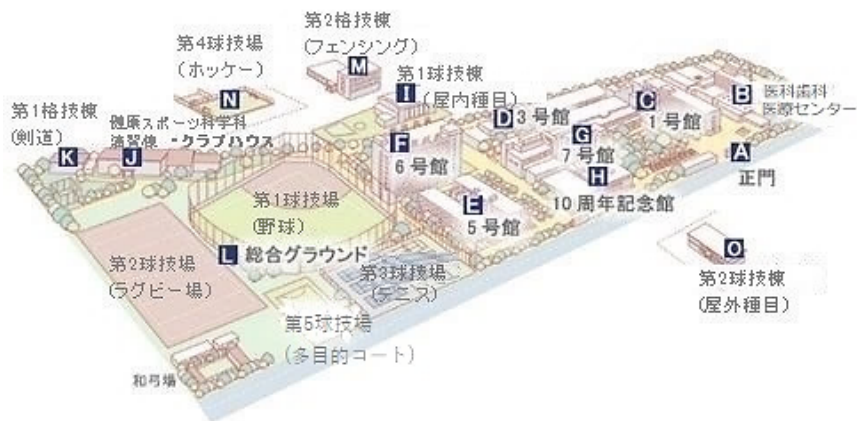 第2格技棟
(フェンシング)
M
第4球技場
(ホッケー)
N
第1球技棟
(屋内種目)
I
第1格技棟
(剣道)
K
健康スポーツ科学科
演習棟・クラブハウス
J
D
3号館
C
1号館
B
医科歯科
医療センター
F
6号館
G
7号館
A
正門
H
10周年記念館
E
5号館
第1球技場
(野球)
L
総合グラウンド
第2球技場
(ラグビー場)
第3球技場
(テニス)
O
第2球技棟
(屋外種目)
第5球技場
(多目的コート)
和弓場